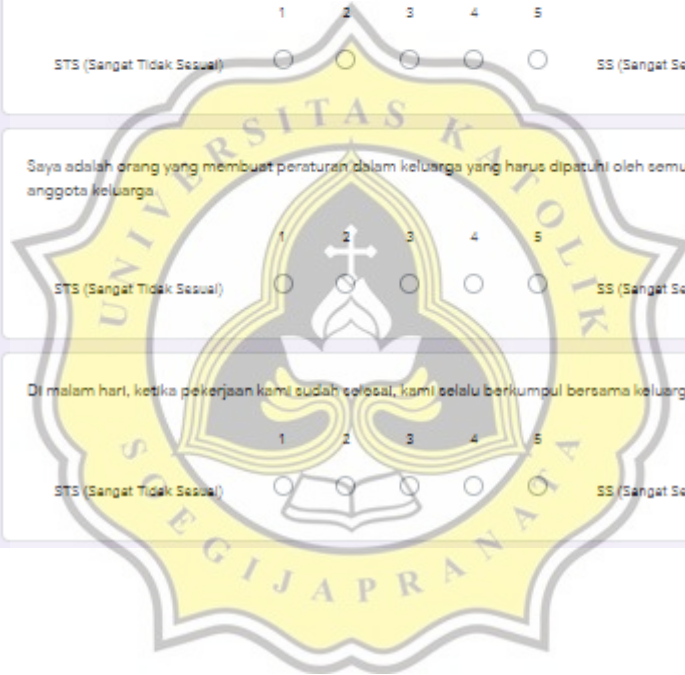 1 2 3 4 5
STS (Sangat Tidak Sesuai) SS (Sangat Se
Saya adalah orang yang membuat peraturan dalam keluarga yang harus dipatuhi oleh semu
anggota keluarga.
1 2 3 4 5
STS (Sangat Tidak Sesuai) SS (Sangat Se
Di malam hari, ketika pekerjaan kami sudah selesai, kami selalu berkumpul bersama keluarg
1 2 3 4 5
STS (Sangat Tidak Sesuai) SS (Sangat Se
UNIVERSITAS KATOLIK
SOEGIJAPRANATA